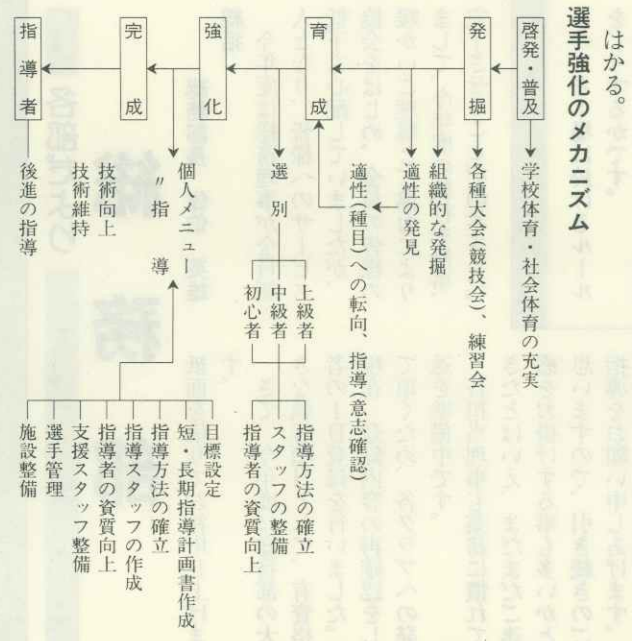 はかる。
選手強化のメカニズム
啓発・普及
学校体育・社会体育の充実
発掘
各種大会(競技会)、練習会
組織的な発掘
適性の発見
適性(種目)への転向、指導(意志確認)
育成
選別
上級者
中級者
初心者
指導方法の確立
スタッフの整備
指導者の資質向上
強化
個人メニュー
〃指導
目標設定
短・長期指導計画書作成
指導方法の確立
指導スタッフの作成
指導者の資質向上
支援スタッフ整備
選手管理
施設整備
完成
技術向上
技術維持
指導者
後進の指導